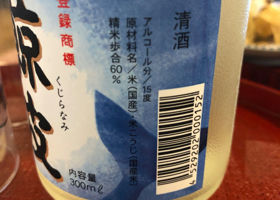 清酒
アルコール分/15度
原材料名/米(国産)・米こうじ(国産米)
精米歩合60%
登録商標
くじらなみ
内容量
300mℓ
4529202000152